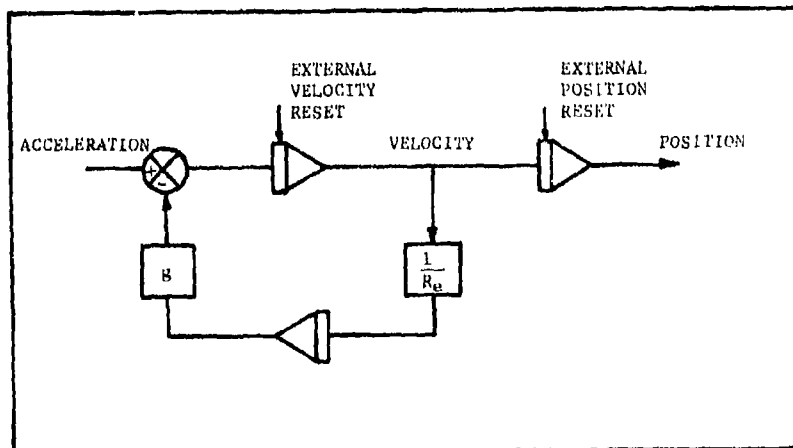 EXTERNAL
VELOCITY
RESET
EXTERNAL
POSITION
RESET
ACCELERATION
VELOCITY
POSITION
+
-
g
1
Re